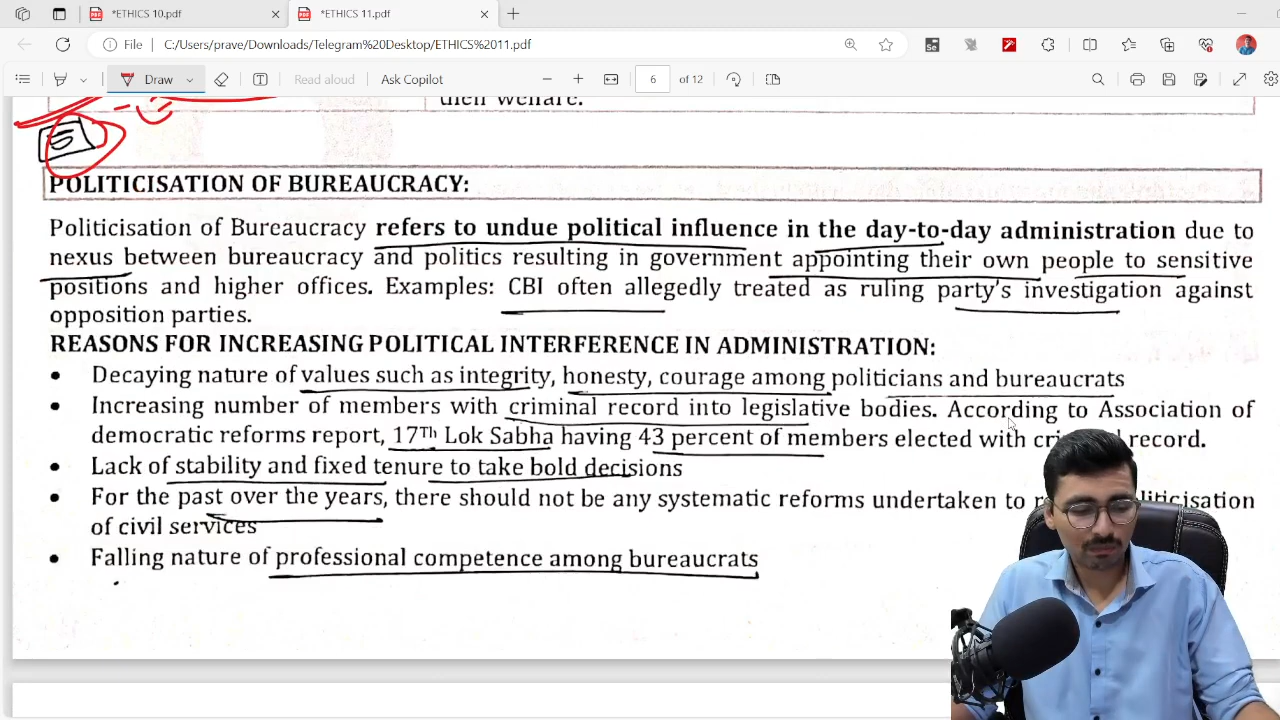 *ETHICS 10.pdf
*ETHICS 11.pdf
File C:/Users/prave/Downloads/Telegram%20Desktop/ETHICS%2011.pdf
Draw Read aloud Ask Copilot 6 of 12
their welfare.
5
POLITICISATION OF BUREAUCRACY:
Politicisation of Bureaucracy refers to undue political influence in the day-to-day administration due to
nexus between bureaucracy and politics resulting in government appointing their own people to sensitive
positions and higher offices. Examples: CBI often allegedly treated as ruling party's investigation against
opposition parties.
REASONS FOR INCREASING POLITICAL INTERFERENCE IN ADMINISTRATION:
• Decaying nature of values such as integrity, honesty, courage among politicians and bureaucrats
• Increasing number of members with criminal record into legislative bodies. According to Association of
democratic reforms report, 17Th Lok Sabha having 43 percent of members elected with record.
• Lack of stability and fixed tenure to take bold decisions
• For the past over the years, there should not be any systematic reforms undertaken to
of civil services
• Falling nature of professional competence among bureaucrats